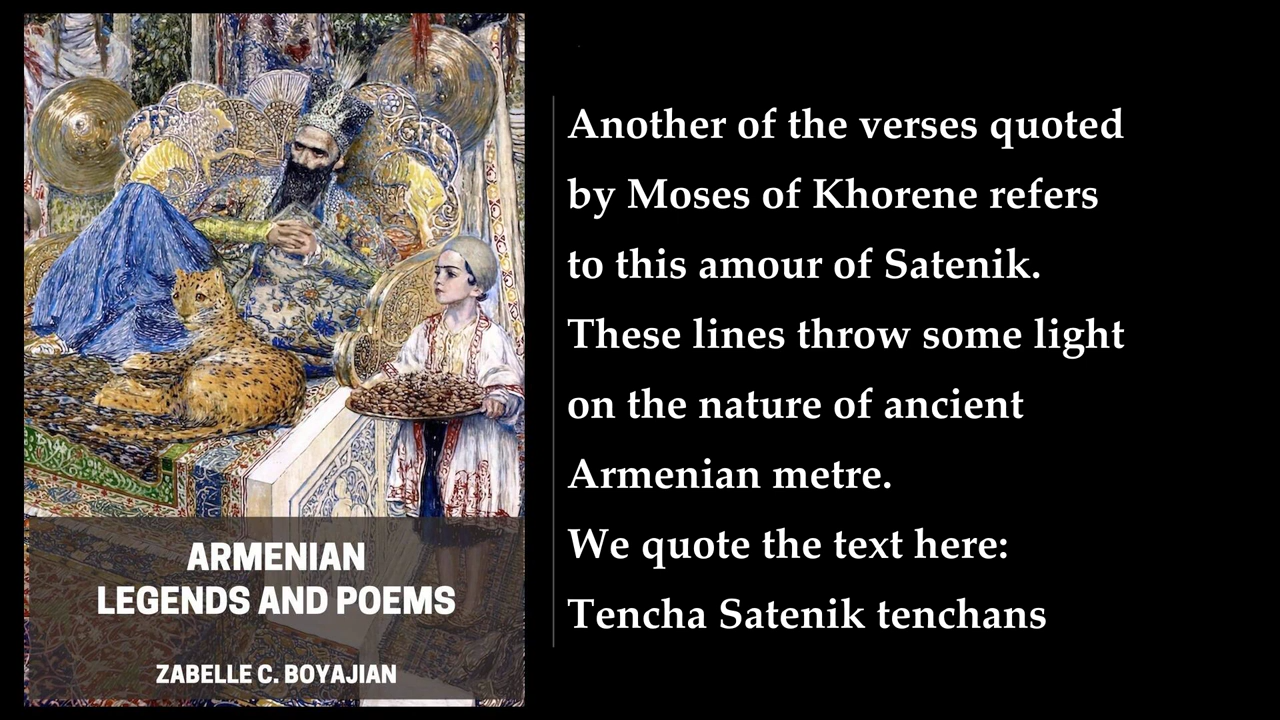 ARMENIAN
LEGENDS AND POEMS
ZABELLE C. BOYAJIAN
Another of the verses quoted
by Moses of Khorene refers
to this amour of Satenik.
These lines throw some light
on the nature of ancient
Armenian metre.
We quote the text here:
Tencha Satenik tenchans